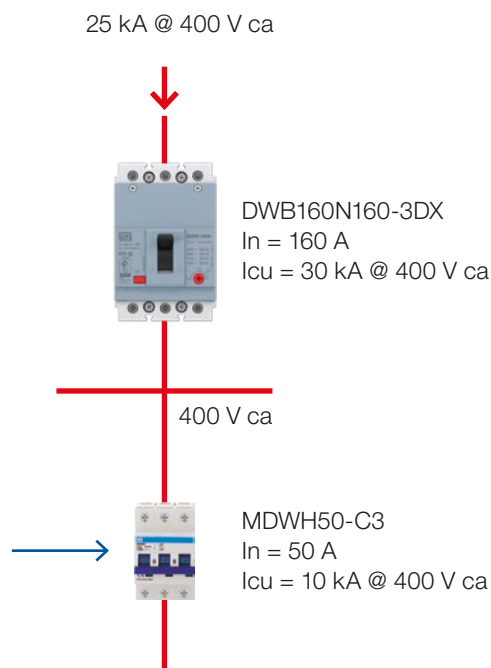 25 kA @ 400 V ca
DWB160N160-3DX
In = 160 A
Icu = 30 kA @ 400 V ca
400 V ca
MDWH50-C3
In = 50 A
Icu = 10 kA @ 400 V ca